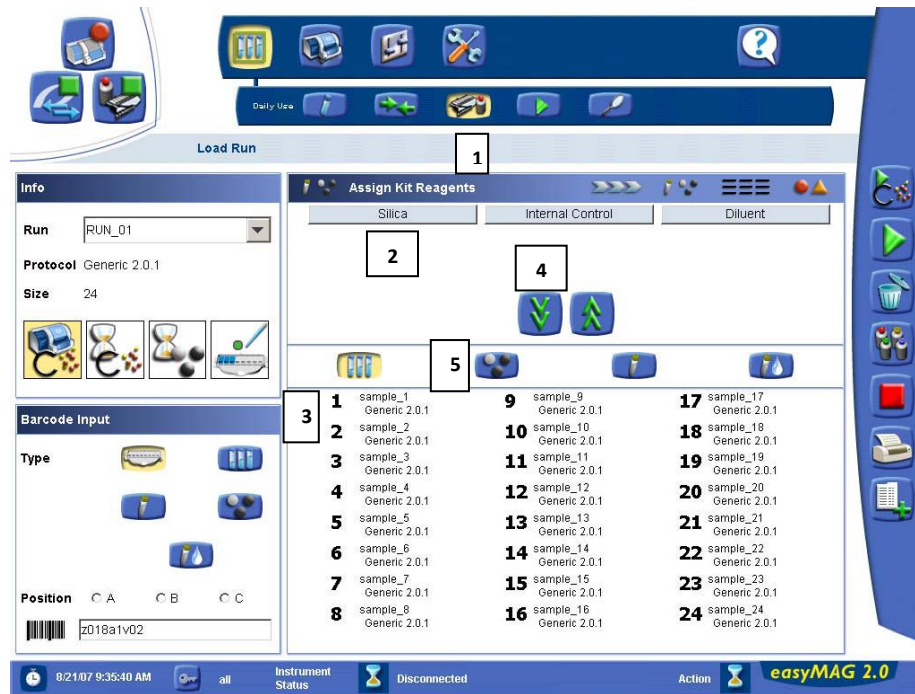 Daily Use
Load Run
1
Info
Run RUN_01
Protocol Generic 2.0.1
Size 24
Assign Kit Reagents
Silica Internal Control Diluent
2
4
5
3
Barcode Input
Type
Position A B C
z018a1v02
1 sample_1
Generic 2.0.1
2 sample_2
Generic 2.0.1
3 sample_3
Generic 2.0.1
4 sample_4
Generic 2.0.1
5 sample_5
Generic 2.0.1
6 sample_6
Generic 2.0.1
7 sample_7
Generic 2.0.1
8 sample_8
Generic 2.0.1
9 sample_9
Generic 2.0.1
10 sample_10
Generic 2.0.1
11 sample_11
Generic 2.0.1
12 sample_12
Generic 2.0.1
13 sample_13
Generic 2.0.1
14 sample_14
Generic 2.0.1
15 sample_15
Generic 2.0.1
16 sample_16
Generic 2.0.1
17 sample_17
Generic 2.0.1
18 sample_18
Generic 2.0.1
19 sample_19
Generic 2.0.1
20 sample_20
Generic 2.0.1
21 sample_21
Generic 2.0.1
22 sample_22
Generic 2.0.1
23 sample_23
Generic 2.0.1
24 sample_24
Generic 2.0.1
8/21/07 9:35:40 AM all Instrument Status Disconnected Action easyMAG 2.0